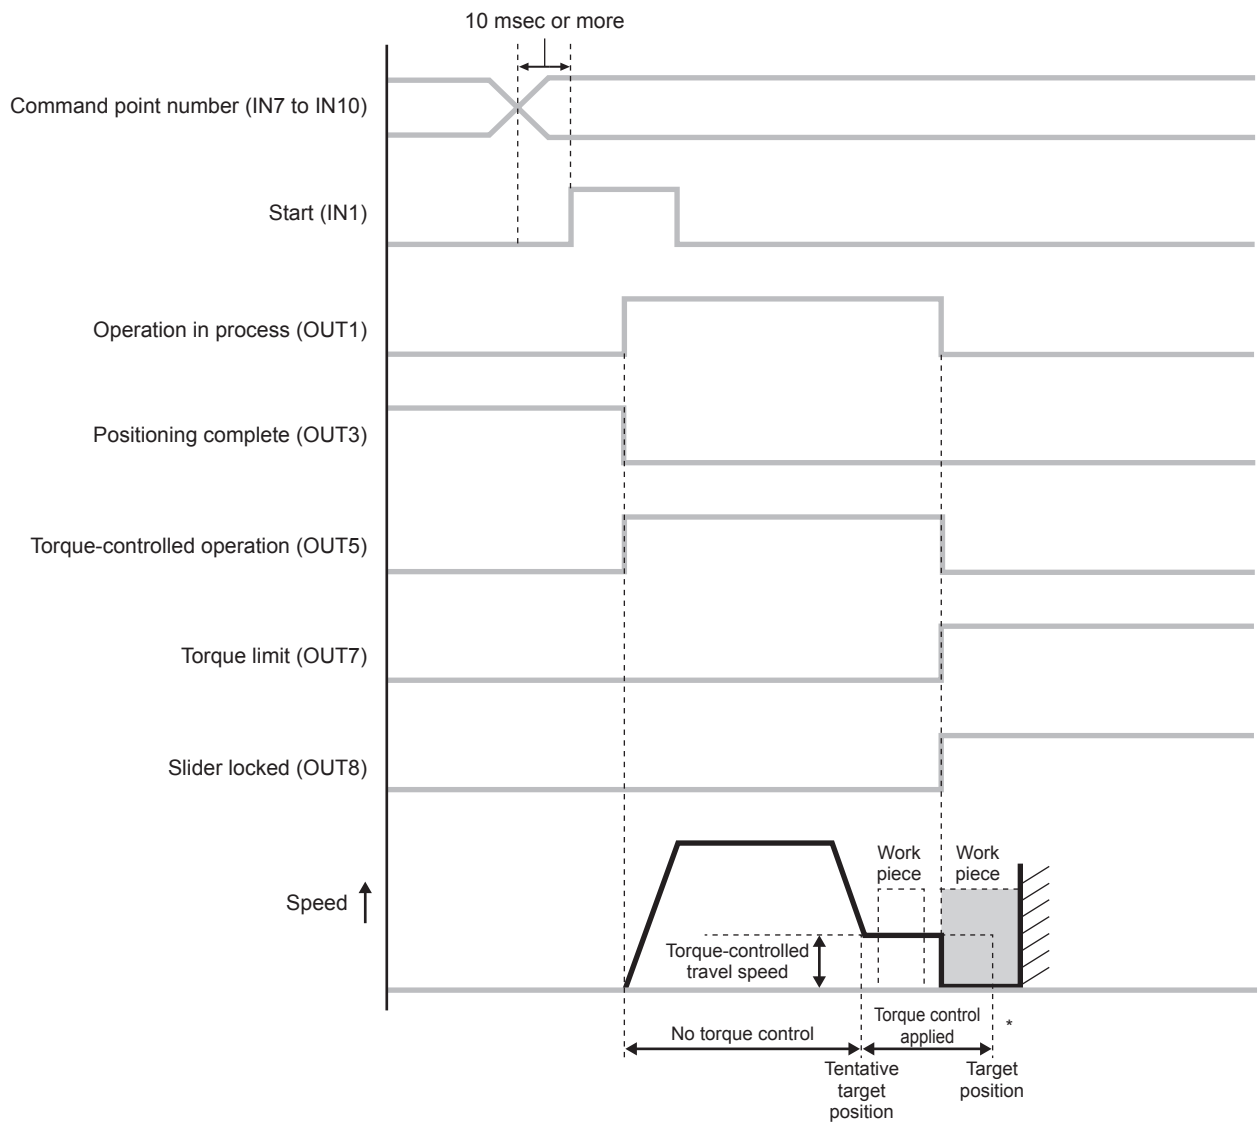 10 msec or more
Command point number (IN7 to IN10)
Start (IN1)
Operation in process (OUT1)
Positioning complete (OUT3)
Torque-controlled operation (OUT5)
Torque limit (OUT7)
Slider locked (OUT8)
Work
piece
Work
piece
Speed
Torque-controlled
travel speed
No torque control
Torque control
applied
*
Tentative
target
position
Target
position